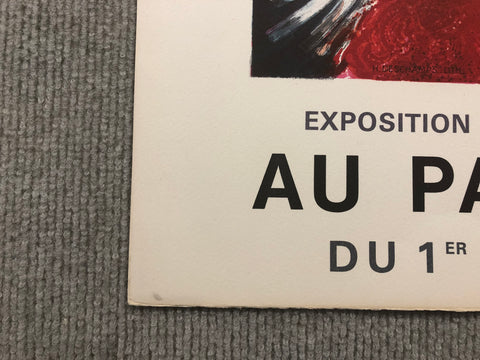 EXPOSITION
AU PA
DU 1ER